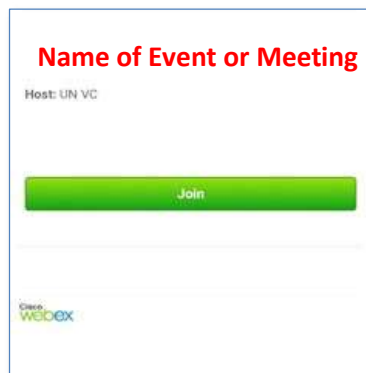 Name of Event or Meeting
Host: UN VC
Join
Cisco
webex